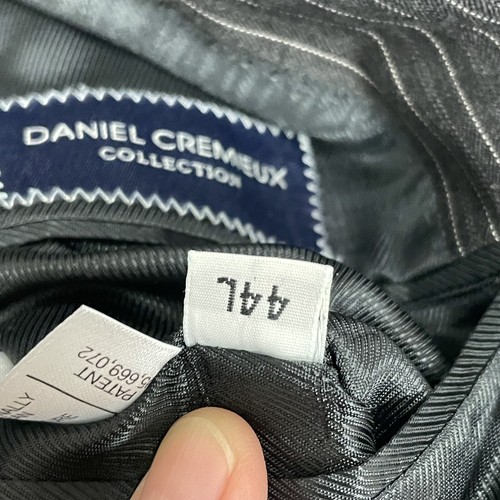 DANIEL CREMIEUX
COLLECTION
44L
PATENT
5,669,072